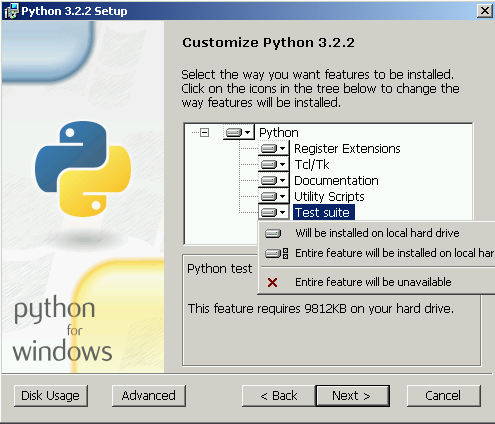 Python 3.2.2 Setup
Customize Python 3.2.2
Select the way you want features to be installed.
Click on the icons in the tree below to change the
way features will be installed.
Python
Register Extensions
Tcl/Tk
Documentation
Utility Scripts
Test suite
Will be installed on local hard drive
Entire feature will be installed on local har
Entire feature will be unavailable
Python test
This feature requires 9812KB on your hard drive.
python
for
windows
Disk Usage
Advanced
< Back
Next >
Cancel